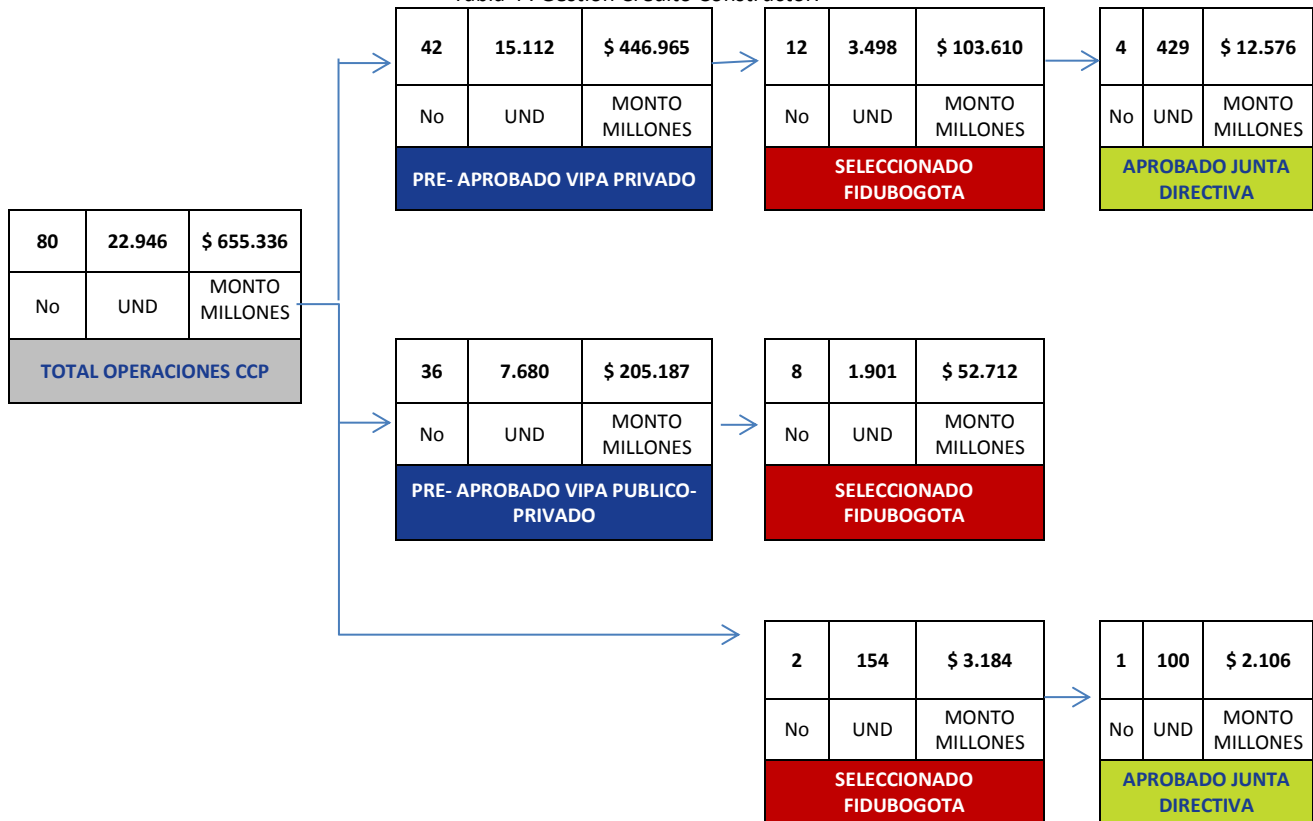 42 15.112 $ 446.965
No UND MONTO
MILLONES
PRE- APROBADO VIPA PRIVADO
12 3.498 $ 103.610
No UND MONTO
MILLONES
SELECCIONADO
FIDUBOGOTA
4 429 $ 12.576
No UND MONTO
MILLONES
APROBADO JUNTA
DIRECTIVA
80 22.946 $ 655.336
No UND MONTO
MILLONES
TOTAL OPERACIONES CCP
36 7.680 $ 205.187
No UND MONTO
MILLONES
PRE- APROBADO VIPA PUBLICO-
PRIVADO
8 1.901 $ 52.712
No UND MONTO
MILLONES
SELECCIONADO
FIDUBOGOTA
2 154 $ 3.184
No UND MONTO
MILLONES
SELECCIONADO
FIDUBOGOTA
1 100 $ 2.106
No UND MONTO
MILLONES
APROBADO JUNTA
DIRECTIVA